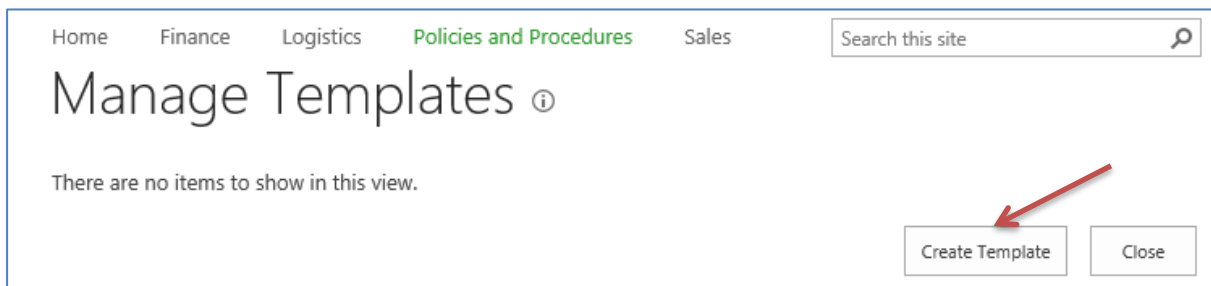 Home Finance Logistics Policies and Procedures Sales Search this site
Manage Templates
There are no items to show in this view.
Create Template Close